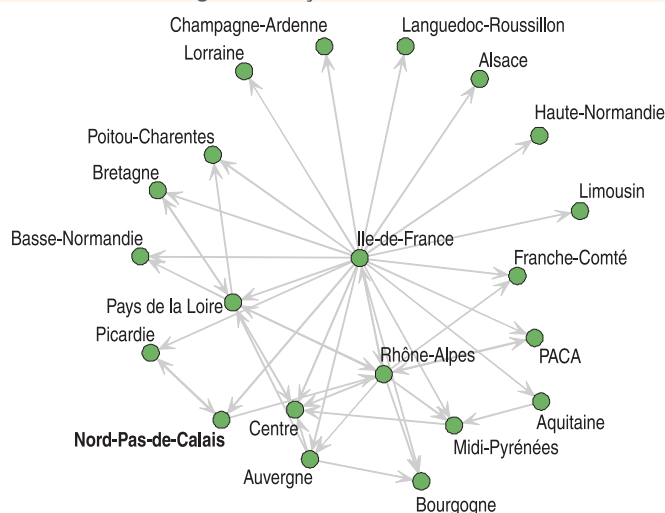 Champagne-Ardenne
Languedoc-Roussillon
Lorraine
Alsace
Haute-Normandie
Poitou-Charentes
Bretagne
Limousin
Basse-Normandie
Ile-de-France
Franche-Comté
Pays de la Loire
Picardie
Rhône-Alpes
PACA
Aquitaine
Centre
Nord-Pas-de-Calais
Midi-Pyrénées
Auvergne
Bourgogne